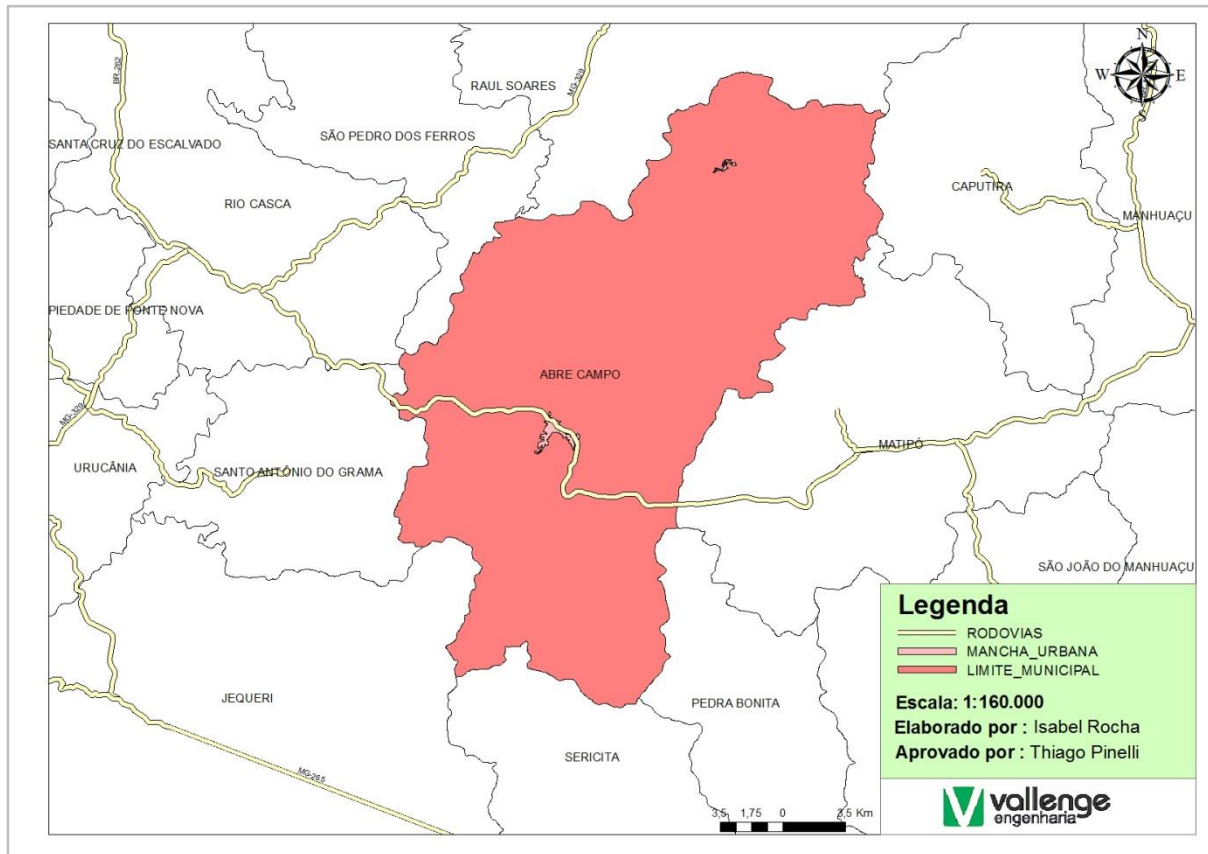 N
W
E
S
BR-262
MG-329
RAUL SOARES
SÃO PEDRO DOS FERROS
SANTA CRUZ DO ESCALVADO
RIO CASCA
CAPUTIRA
MANHUAÇU
PIEDADE DE PONTE NOVA
ABRE CAMPO
MG-329
MATIPÓ
URUCÂNIA
SANTO ANTÔNIO DO GRAMA
SÃO JOÃO DO MANHUAÇU
JEQUERI
PEDRA BONITA
SERICITA
MG-265
Legenda
RODOVIAS
MANCHA_URBANA
LIMITE_MUNICIPAL
Escala: 1:160.000
Elaborado por : Isabel Rocha
Aprovado por : Thiago Pinelli
3,5 1,75 0 3,5 Km
vallenge
engenharia